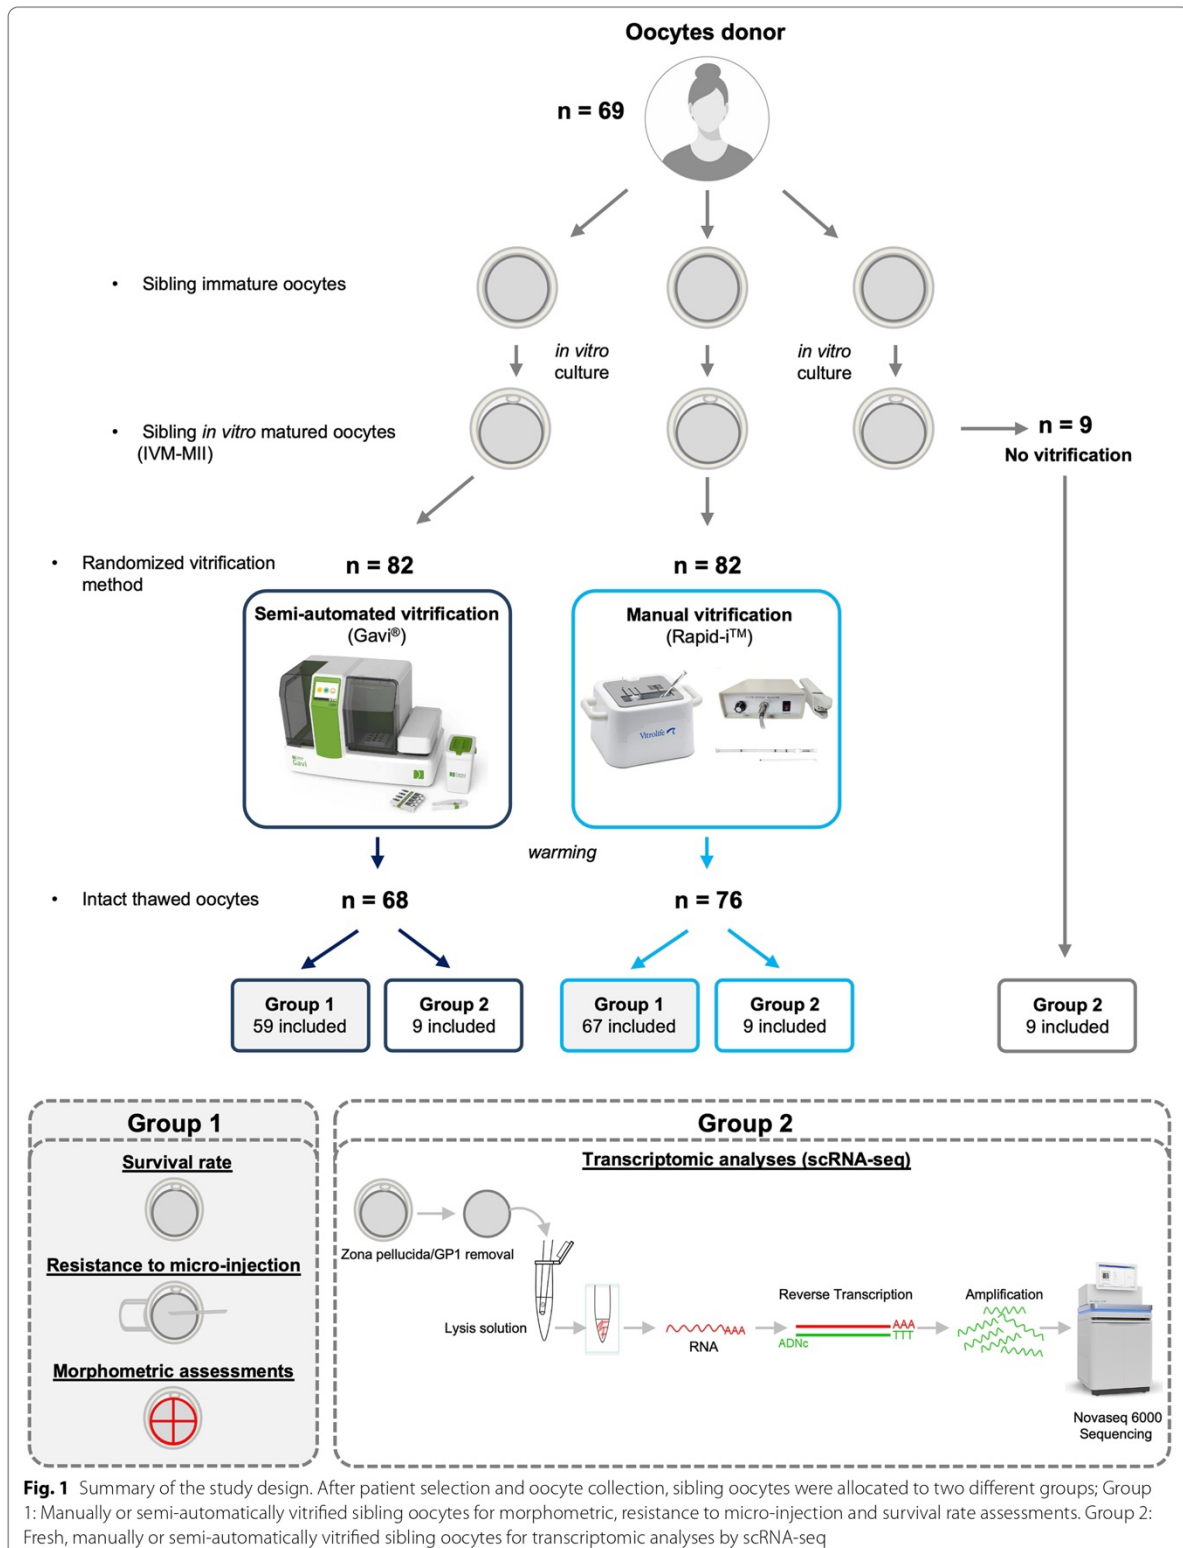 Oocytes donor
n = 69
• Sibling immature oocytes
in vitro
culture
in vitro
culture
• Sibling in vitro matured oocytes
(IVM-MII)
n = 9
No vitrification
• Randomized vitrification
method
n = 82
n = 82
Semi-automated vitrification
(Gavi®)
Gavi
Manual vitrification
(Rapid-i™)
Vitrolife
warming
• Intact thawed oocytes
n = 68
n = 76
Group 1
59 included
Group 2
9 included
Group 1
67 included
Group 2
9 included
Group 2
9 included
Group 1
Survival rate
Resistance to micro-injection
Morphometric assessments
Group 2
Transcriptomic analyses (scRNA-seq)
Zona pellucida/GP1 removal
Lysis solution
AAA
RNA
Reverse Transcription
AAA
TTT
ADNc
Amplification
Novaseq 6000
Sequencing
Fig. 1 Summary of the study design. After patient selection and oocyte collection, sibling oocytes were allocated to two different groups; Group
1: Manually or semi-automatically vitrified sibling oocytes for morphometric, resistance to micro-injection and survival rate assessments. Group 2:
Fresh, manually or semi-automatically vitrified sibling oocytes for transcriptomic analyses by scRNA-seq